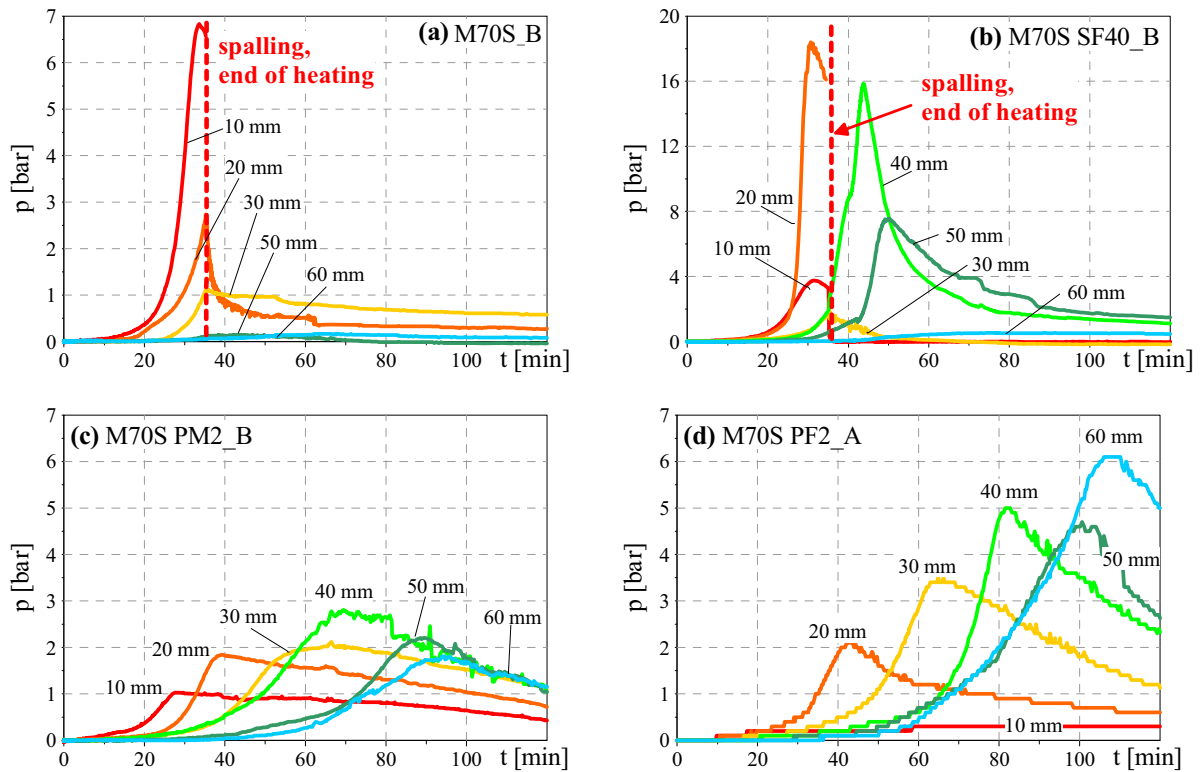 (a) M70S_B
7
6
5
4
3
2
1
0
p [bar]
spalling,
end of heating
10 mm
20 mm
30 mm
50 mm
60 mm
0 20 40 60 80 100
t [min]
(b) M70S SF40_B
20
16
12
8
4
0
p [bar]
spalling,
end of heating
40 mm
20 mm
10 mm
50 mm
30 mm
60 mm
0 20 40 60 80 100
t [min]
(c) M70S PM2_B
7
6
5
4
3
2
1
0
p [bar]
40 mm
50 mm
30 mm
60 mm
20 mm
10 mm
0 20 40 60 80 100
t [min]
(d) M70S PF2_A
7
6
5
4
3
2
1
0
p [bar]
60 mm
40 mm
50 mm
30 mm
20 mm
10 mm
0 20 40 60 80 100
t [min]